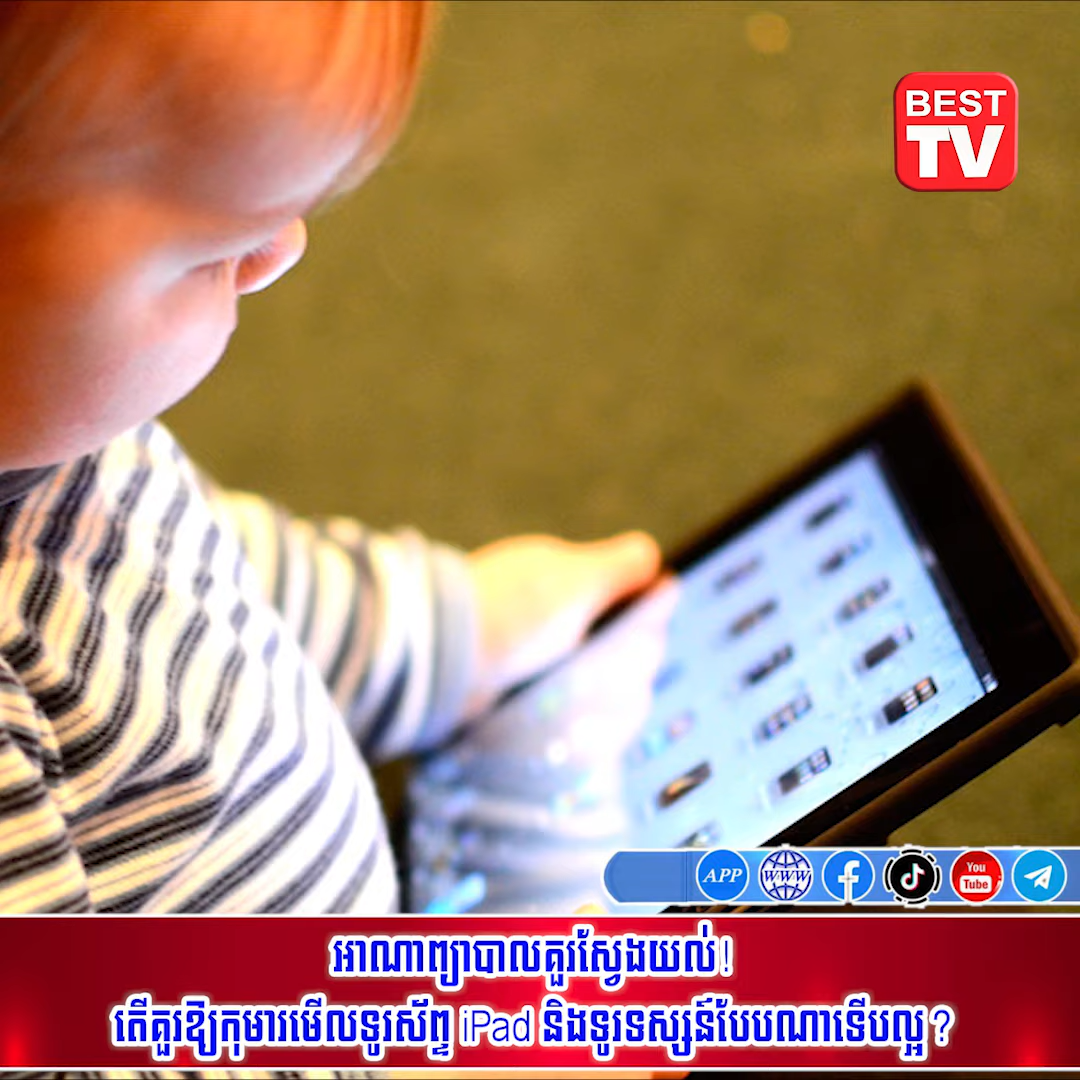 BEST
TV
APP
WWW
You
Tube
អាណាព្យាបាលគួរស្វែងយល់!
តើគួរឱ្យកុមារមើលទូរស័ព្ទ iPad និងទូរទស្សន៍បែបណាទើបល្អ?